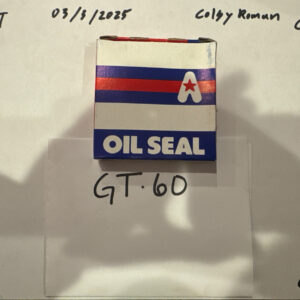 T 03/3/2025 Colby Roman
A
OIL SEAL
GT.60